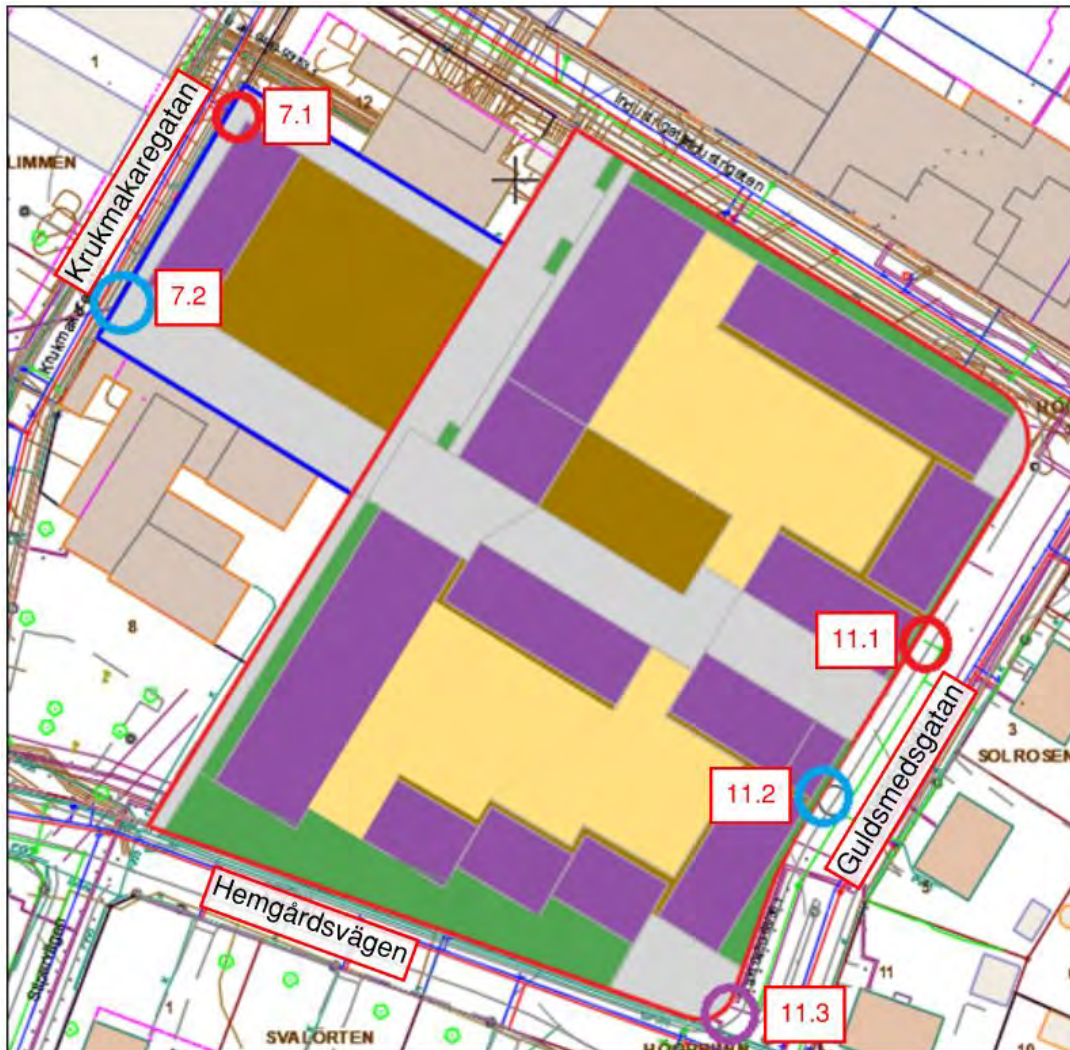 1
12
7.1
Krukmakaregatan
LIMMEN
Industrigatan
7.2
8
11.1
3
SOLROSEN
11.2
Guldsmedsgatan
Hemgårdsvägen
11
1
11.3
SVALÖRTEN
10